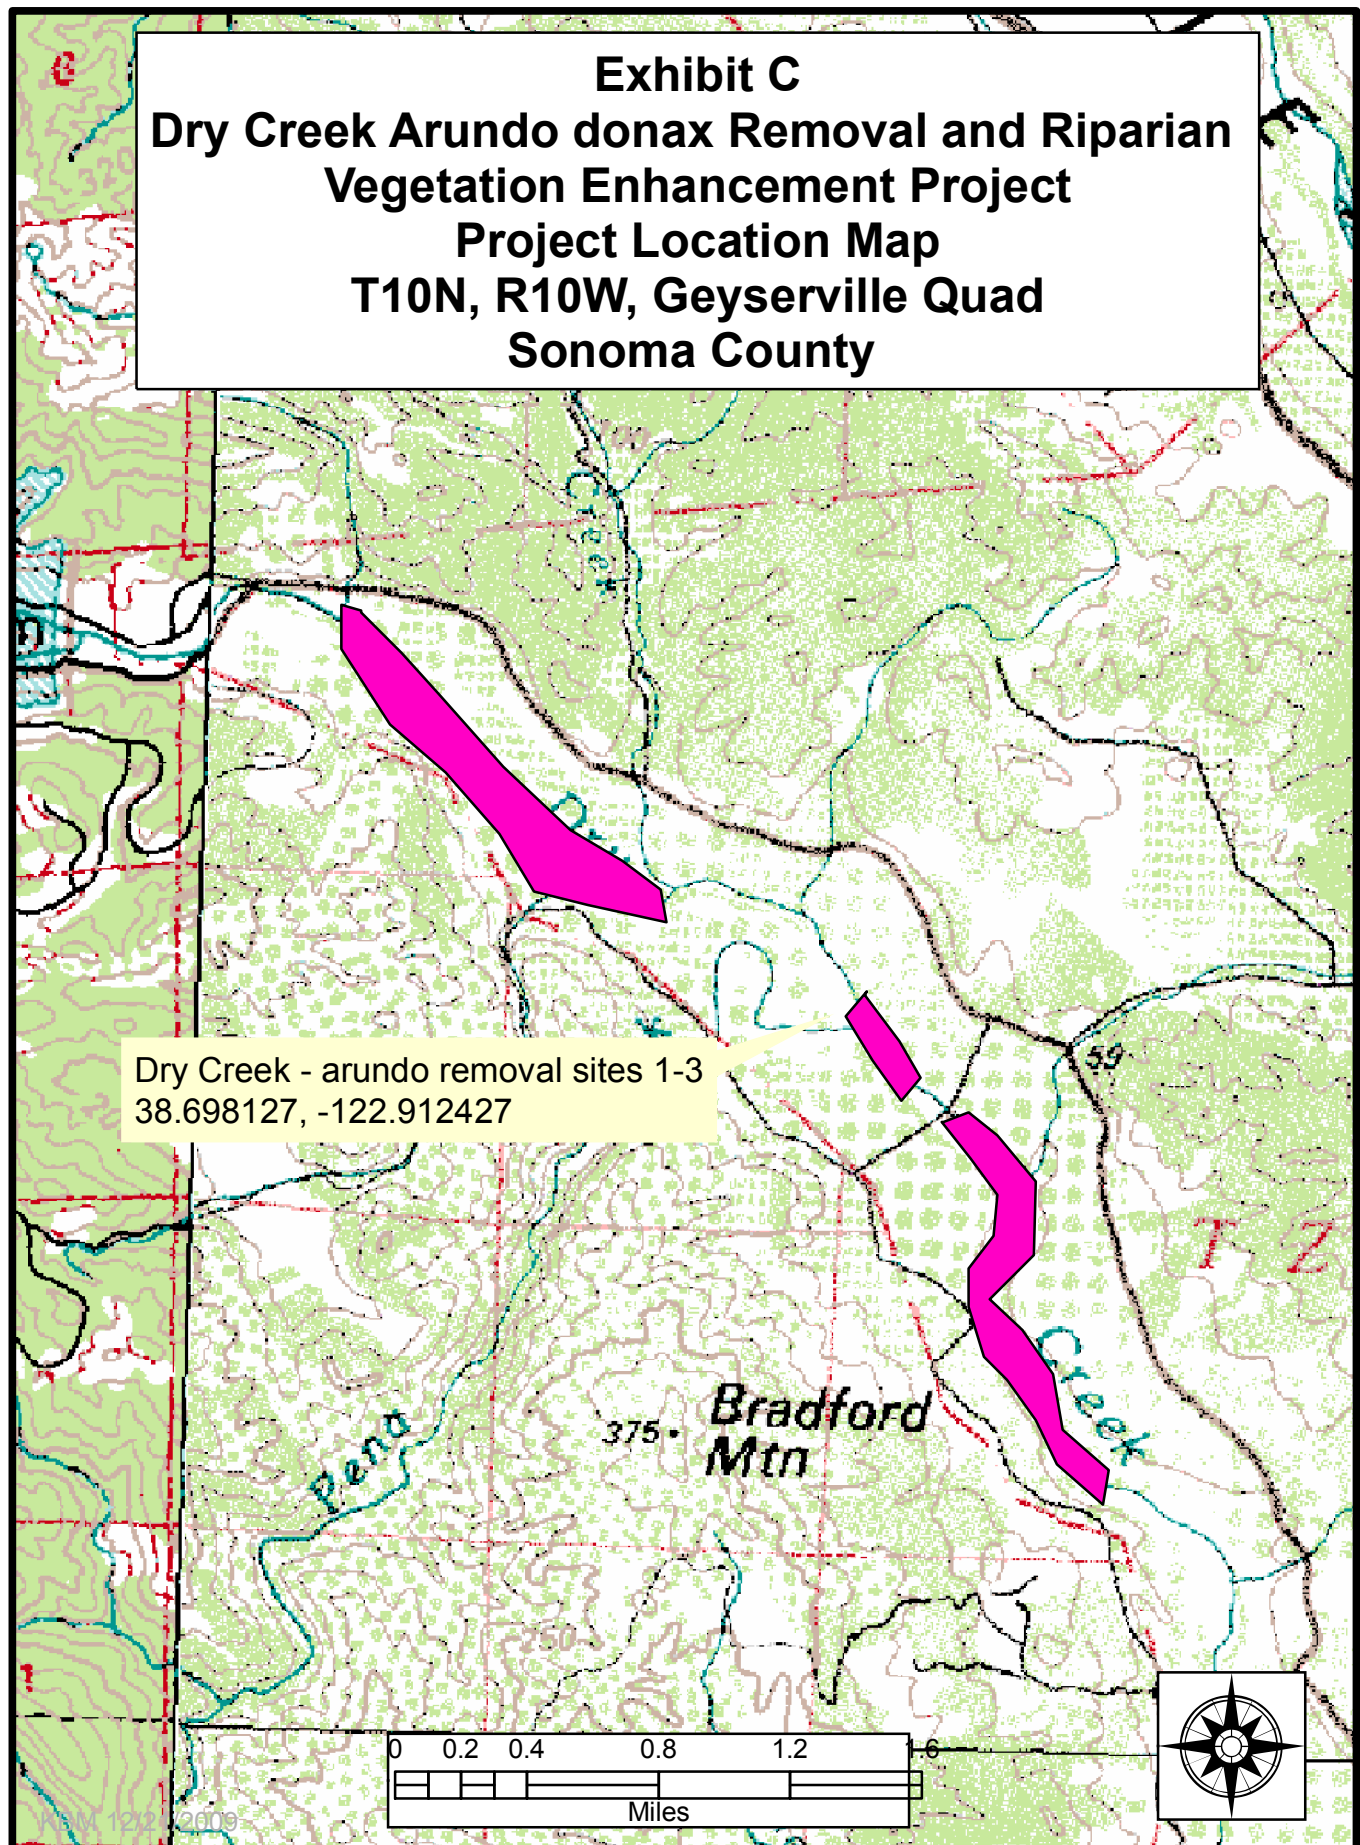 Exhibit C
Dry Creek Arundo donax Removal and Riparian
Vegetation Enhancement Project
Project Location Map
T10N, R10W, Geyserville Quad
Sonoma County
Creek
Dry Creek - arundo removal sites 1-3
38.698127, -122.912427
59
T Z
Creek
Bradford
375
Mtn
Pena
0 0.2 0.4 0.8 1.2 1.6
Miles